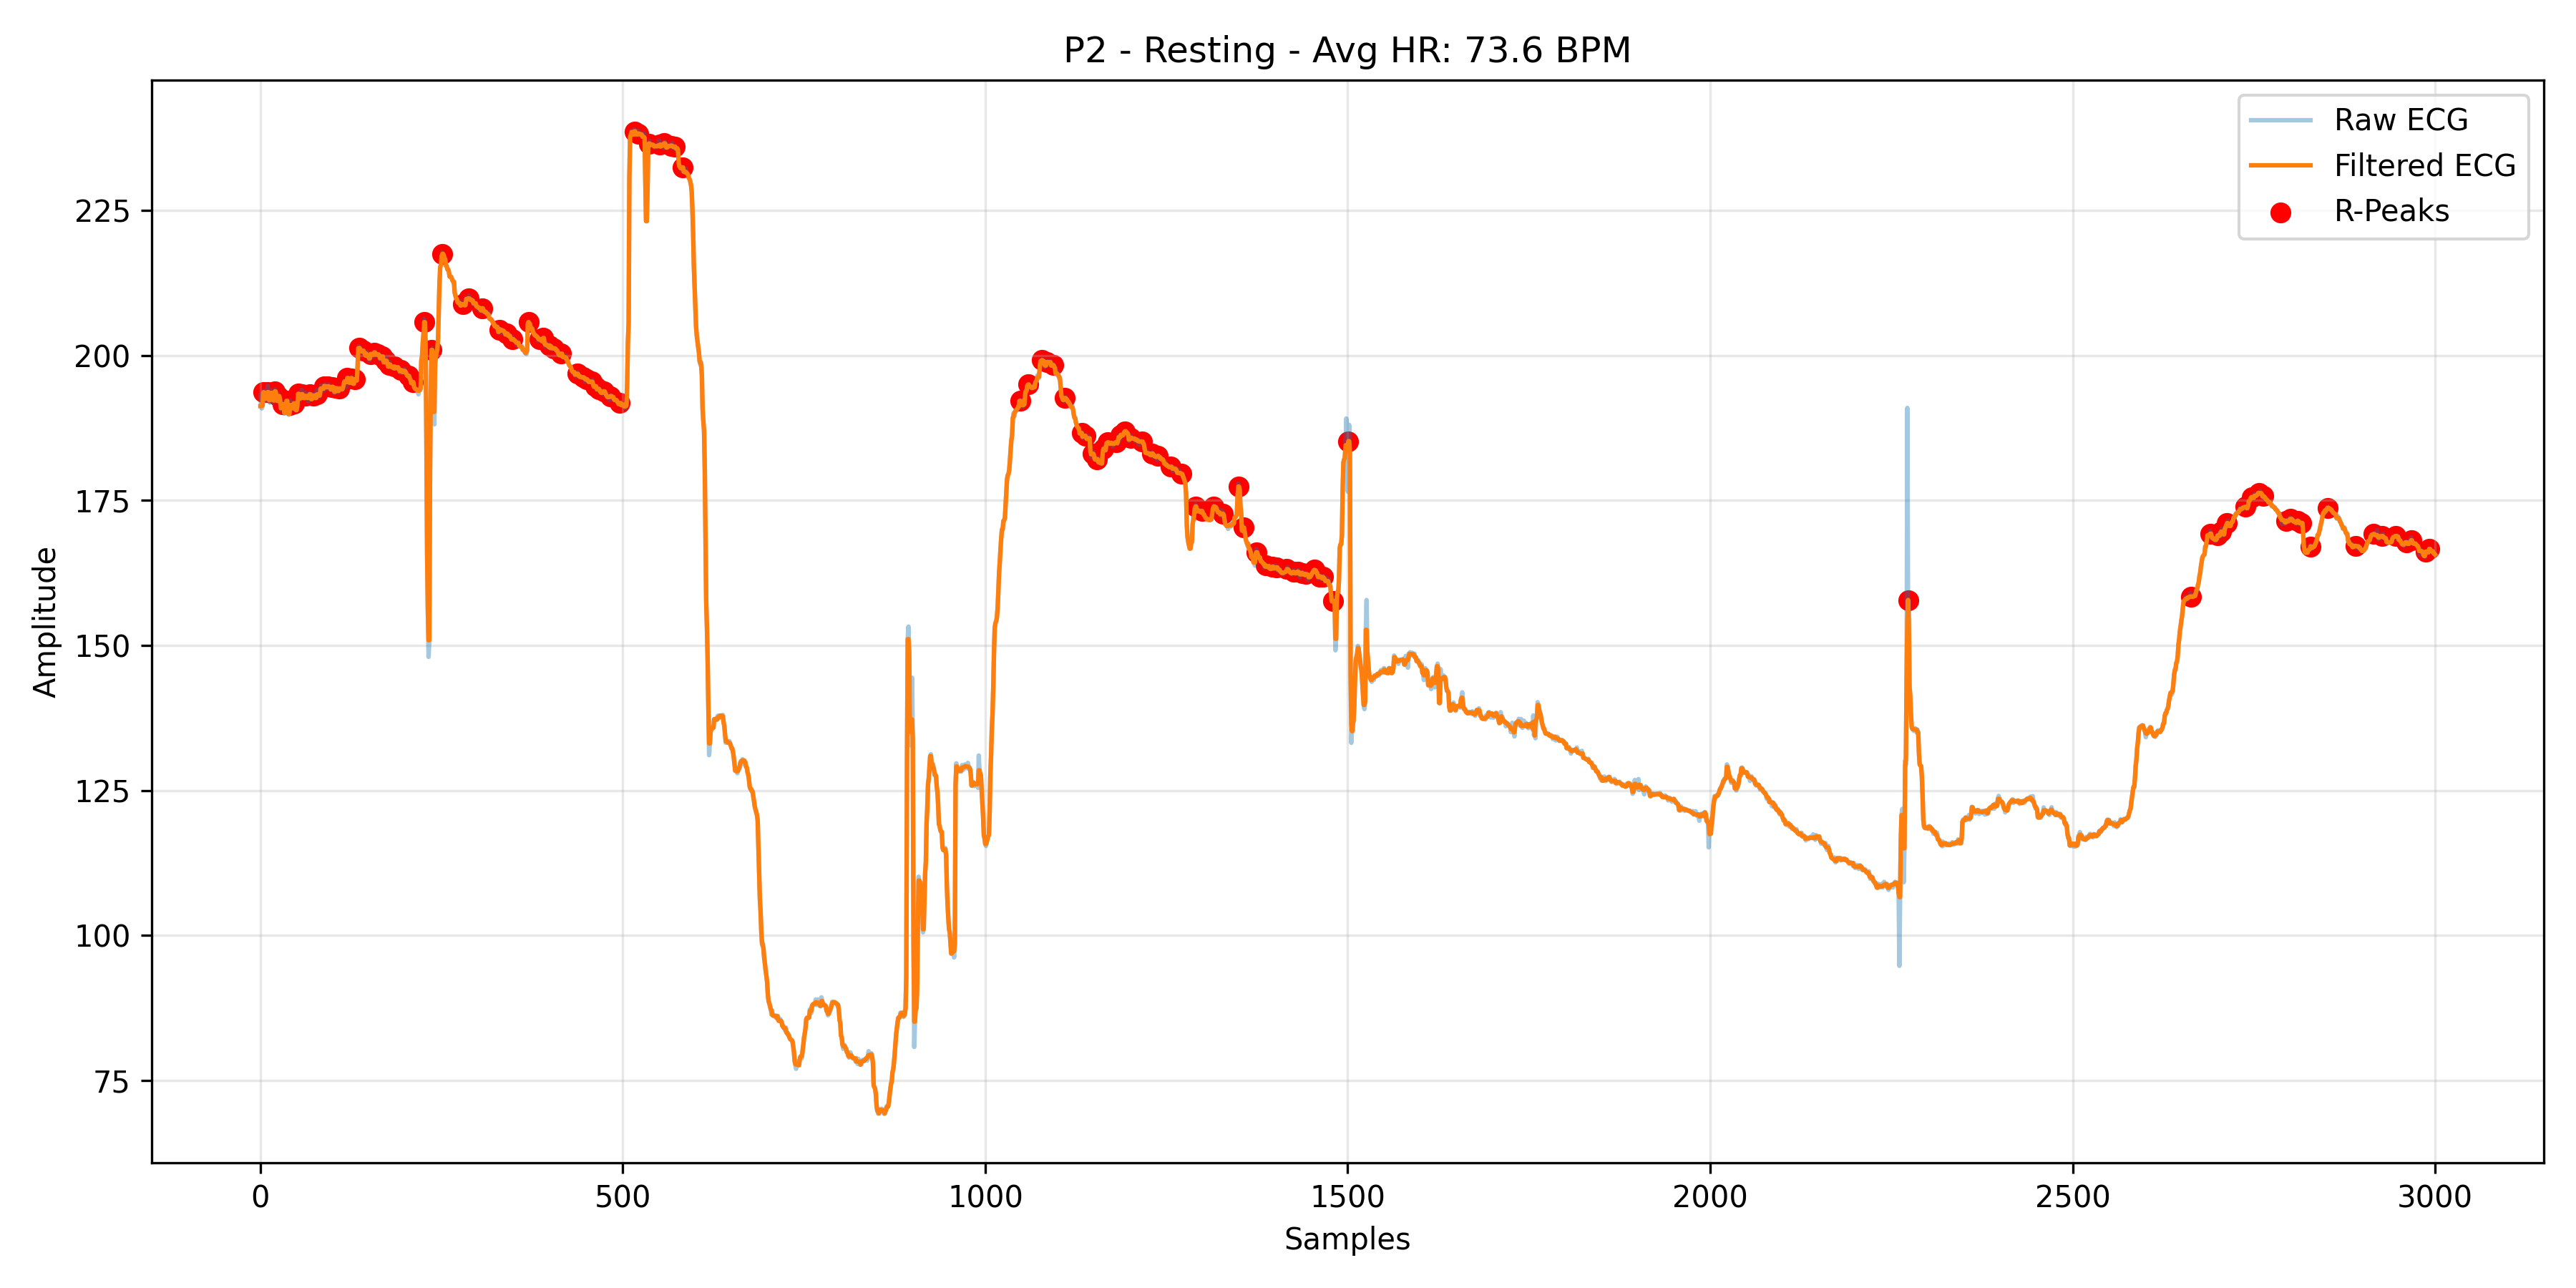 P2 - Resting - Avg HR: 73.6 BPM
Raw ECG
Filtered ECG
R-Peaks
Amplitude
225
200
175
150
125
100
75
0 500 1000 1500 2000 2500 3000
Samples